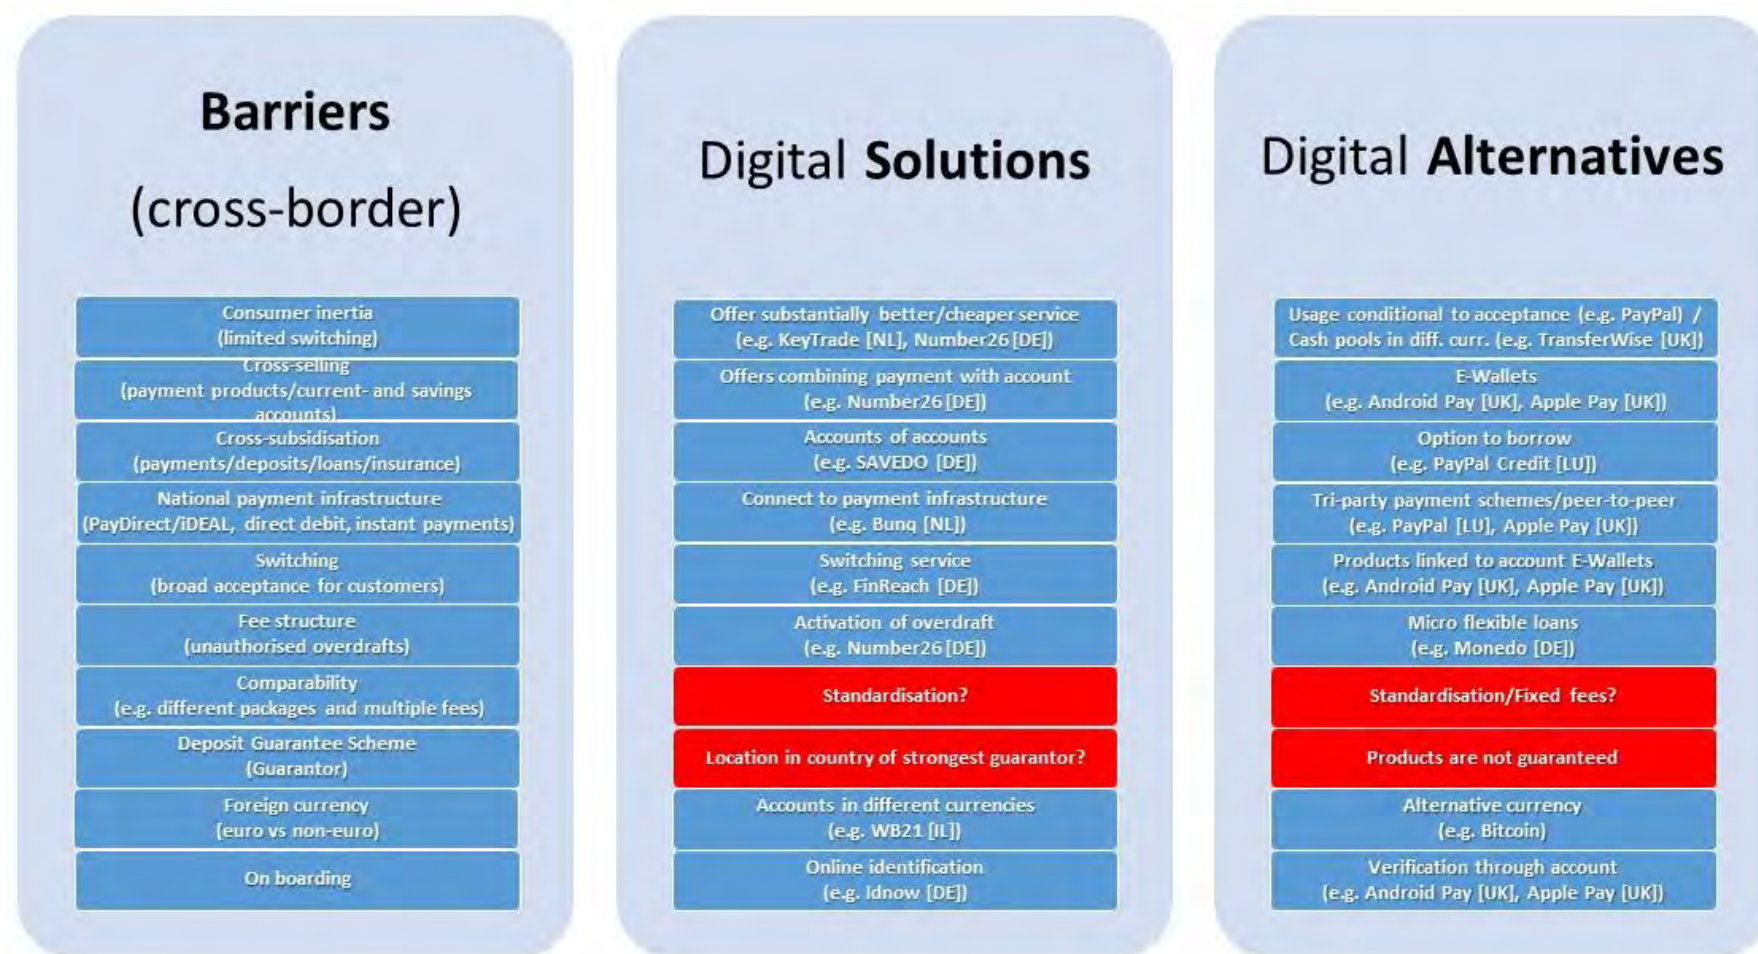 Barriers
(cross-border)
Consumer inertia
(limited switching)
Cross-selling
(payment products/current- and savings
accounts)
Cross-subsidisation
(payments/deposits/loans/insurance)
National payment infrastructure
(PayDirect/iDEAL, direct debit, instant payments)
Switching
(broad acceptance for customers)
Fee structure
(unauthorised overdrafts)
Comparability
(e.g. different packages and multiple fees)
Deposit Guarantee Scheme
(Guarantor)
Foreign currency
(euro vs non-euro)
On boarding
Digital Solutions
Offer substantially better/cheaper service
(e.g. KeyTrade [NL], Number26 [DE])
Offers combining payment with account
(e.g. Number26 [DE])
Accounts of accounts
(e.g. SAVEDO [DE])
Connect to payment infrastructure
(e.g. Bunq [NL])
Switching service
(e.g. FinReach [DE])
Activation of overdraft
(e.g. Number26 [DE])
Standardisation?
Location in country of strongest guarantor?
Accounts in different currencies
(e.g. WB21 [IL])
Online identification
(e.g. Idnow [DE])
Digital Alternatives
Usage conditional to acceptance (e.g. PayPal) /
Cash pools in diff. curr. (e.g. TransferWise [UK])
E-Wallets
(e.g. Android Pay [UK], Apple Pay [UK])
Option to borrow
(e.g. PayPal Credit [LU])
Tri-party payment schemes/peer-to-peer
(e.g. PayPal [LU], Apple Pay [UK])
Products linked to account E-Wallets
(e.g. Android Pay [UK], Apple Pay [UK])
Micro flexible loans
(e.g. Monedo [DE])
Standardisation/Fixed fees?
Products are not guaranteed
Alternative currency
(e.g. Bitcoin)
Verification through account
(e.g. Android Pay [UK], Apple Pay [UK])